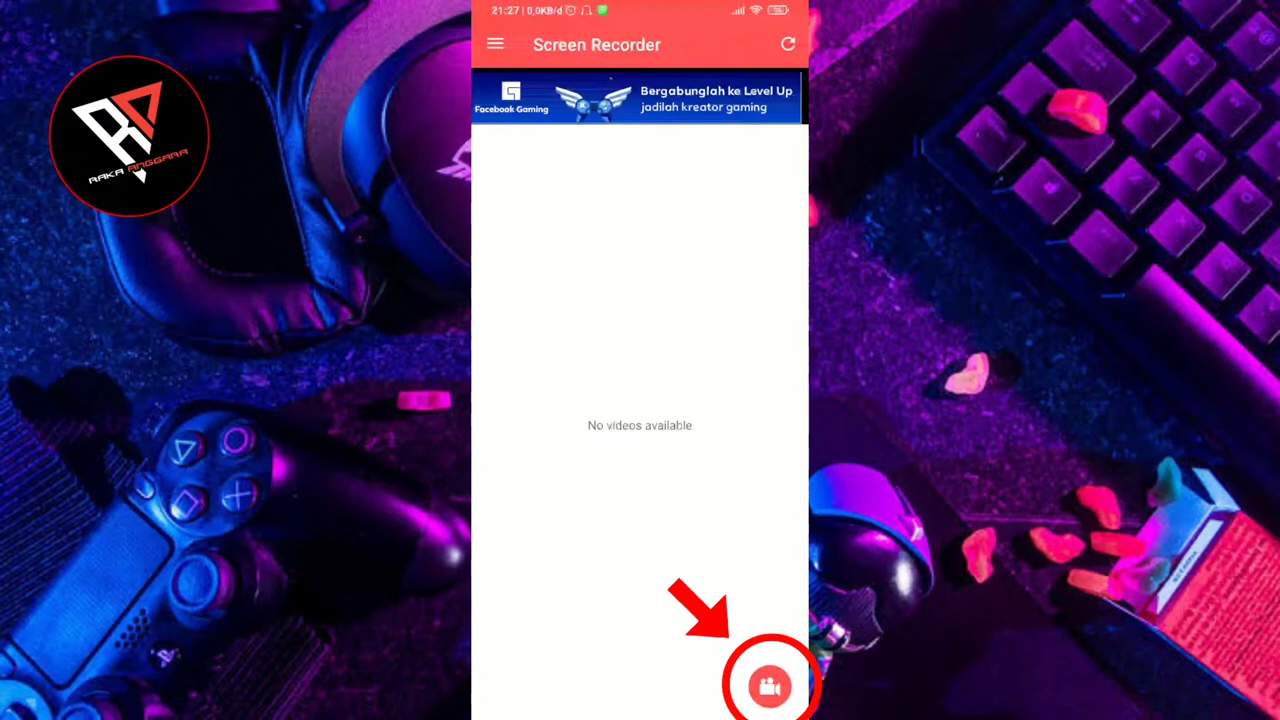 21:27 | 0,0KB/d
Screen Recorder
Facebook Gaming
Bergabunglah ke Level Up
jadilah kreator gaming
RAKA ANGGARA
No videos available.